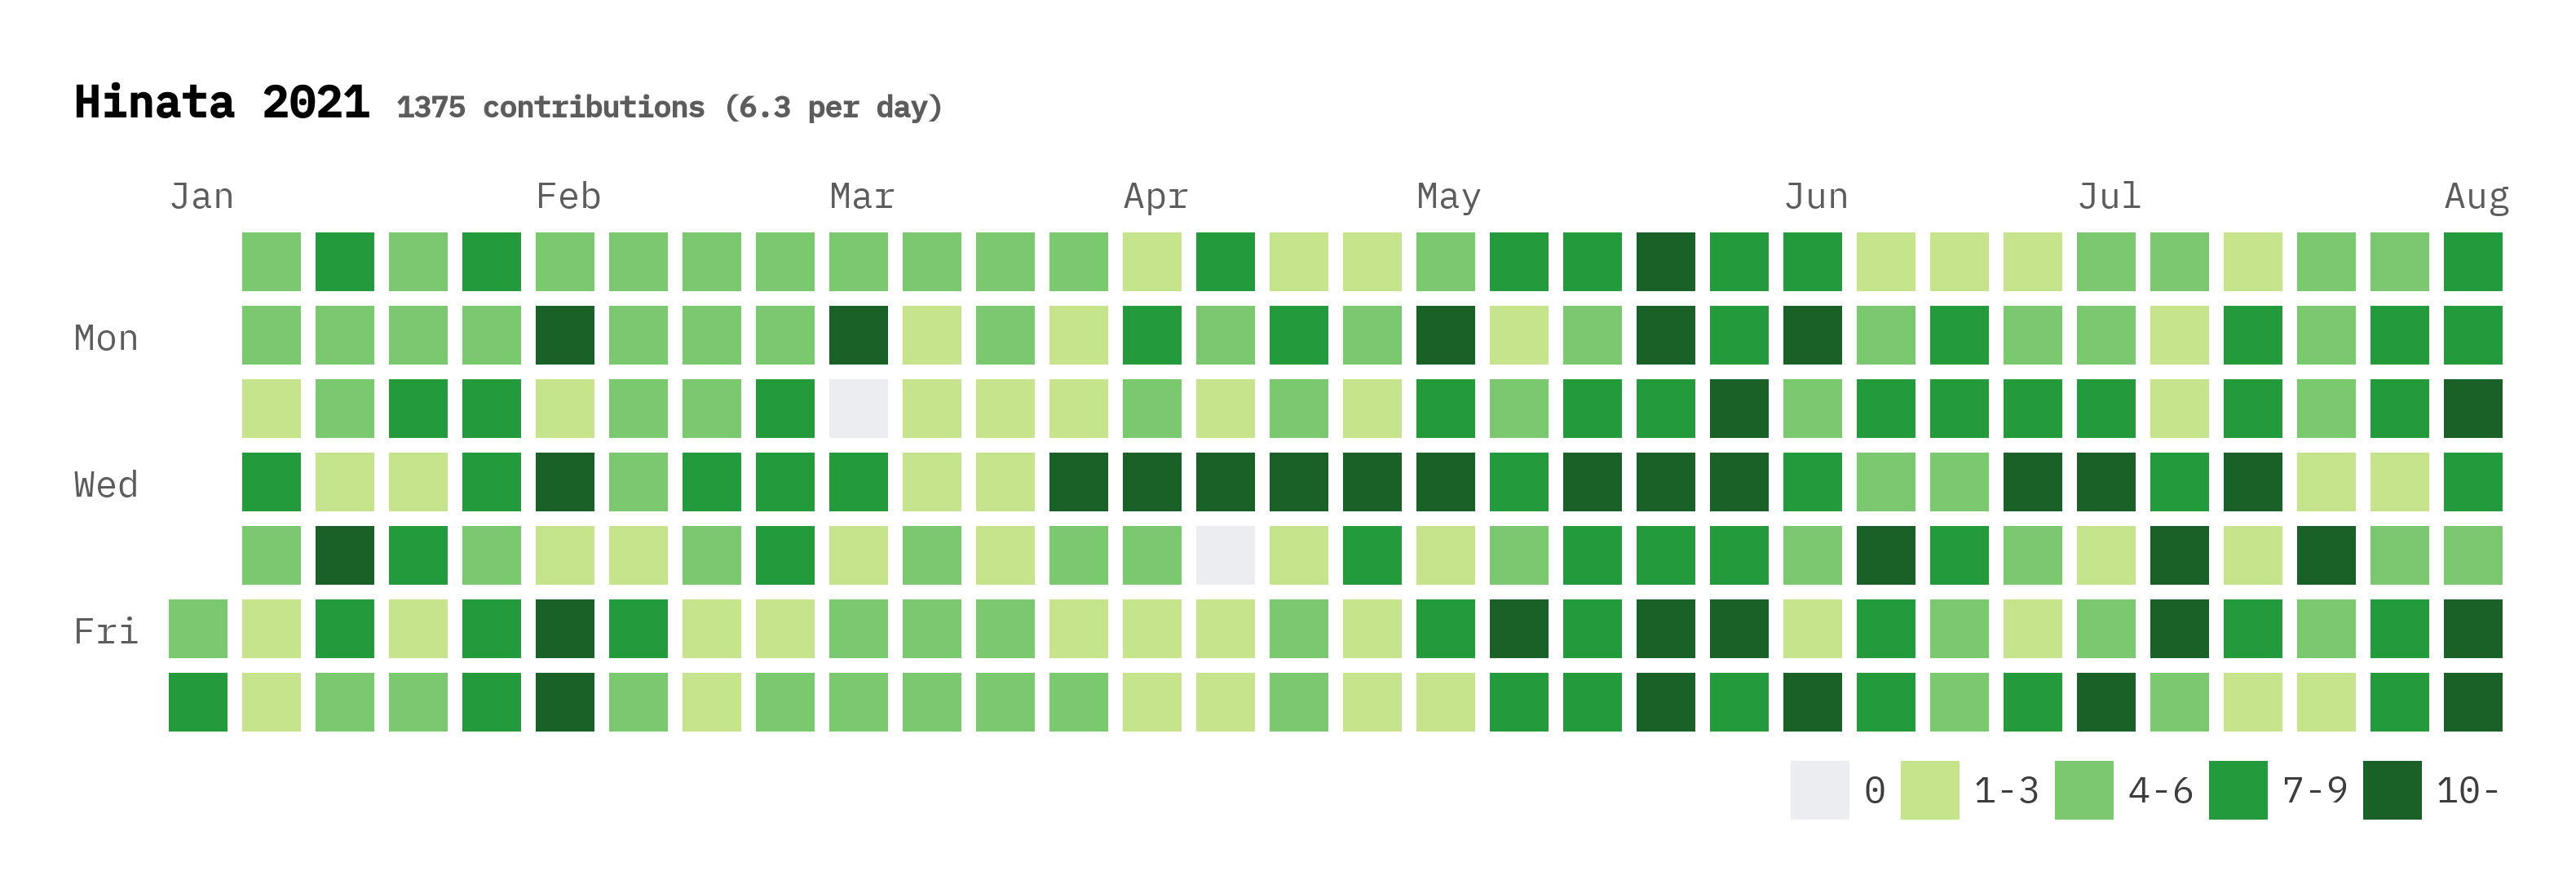 Hinata 2021 1375 contributions (6.3 per day)
Jan Feb Mar Apr May Jun Jul Aug
Mon
Wed
Fri
0 1-3 4-6 7-9 10-